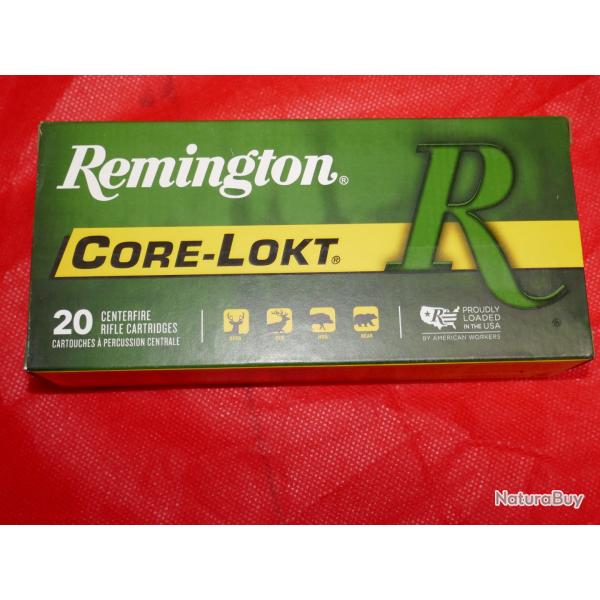 Remington®
CORE-LOKT®
R
20 CENTERFIRE
RIFLE CARTRIDGES
CARTOUCHES À PERCUSSION CENTRALE
DEER ELK HOG BEAR
R PROUDLY
LOADED
IN THE USA
BY AMERICAN WORKERS
®
NaturaBuy